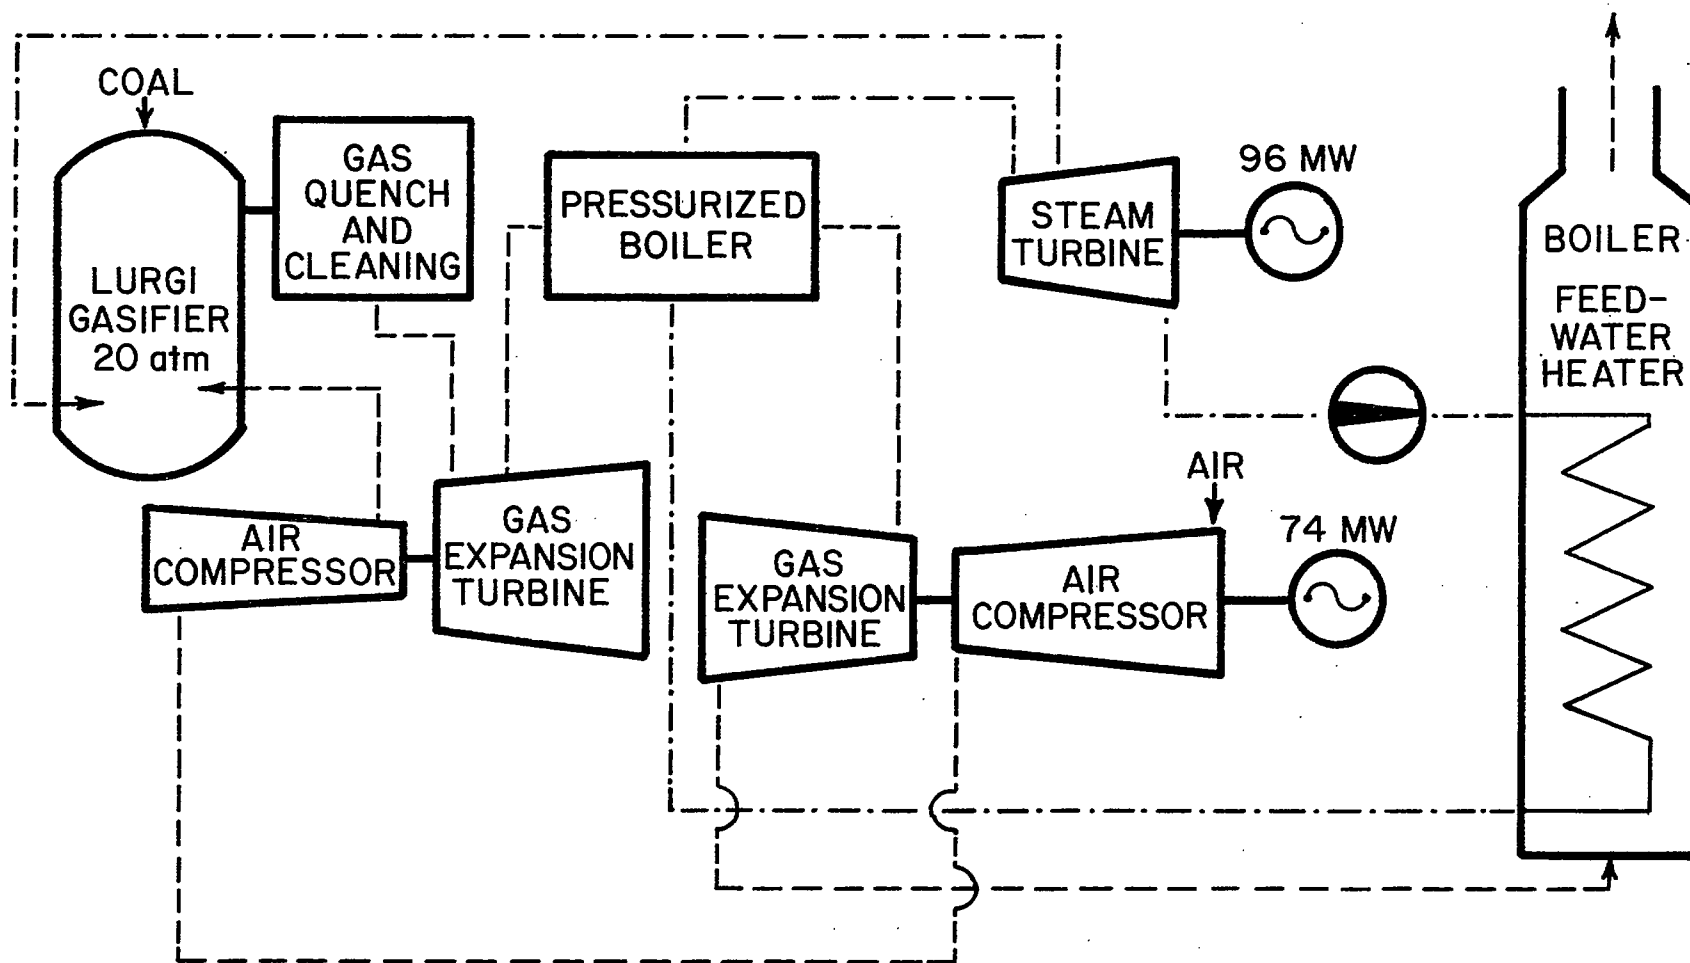 COAL
GAS
QUENCH
AND
CLEANING
LURGI
GASIFIER
20 atm
PRESSURIZED
BOILER
STEAM
TURBINE
96 MW
BOILER
FEED-
WATER
HEATER
AIR
COMPRESSOR
GAS
EXPANSION
TURBINE
GAS
EXPANSION
TURBINE
AIR
AIR
COMPRESSOR
74 MW